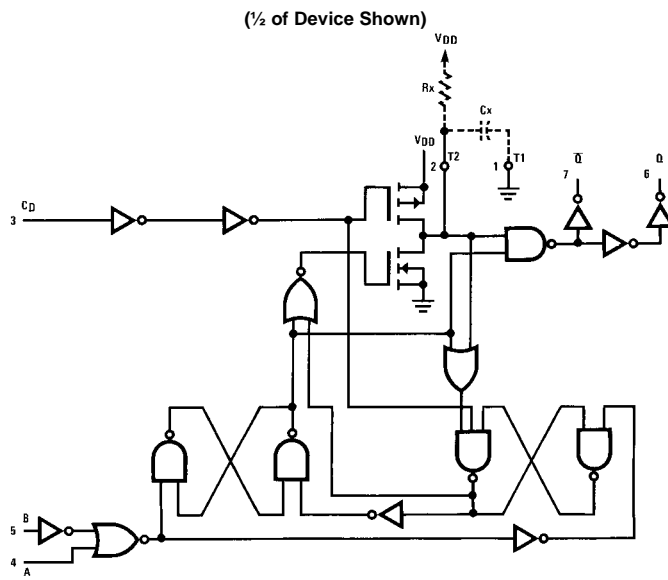 (½ of Device Shown)
VDD
Rx
Cx
VDD
2 T2
1 T1
Q̅
7
Q
6
CD
3
B
5
4
A